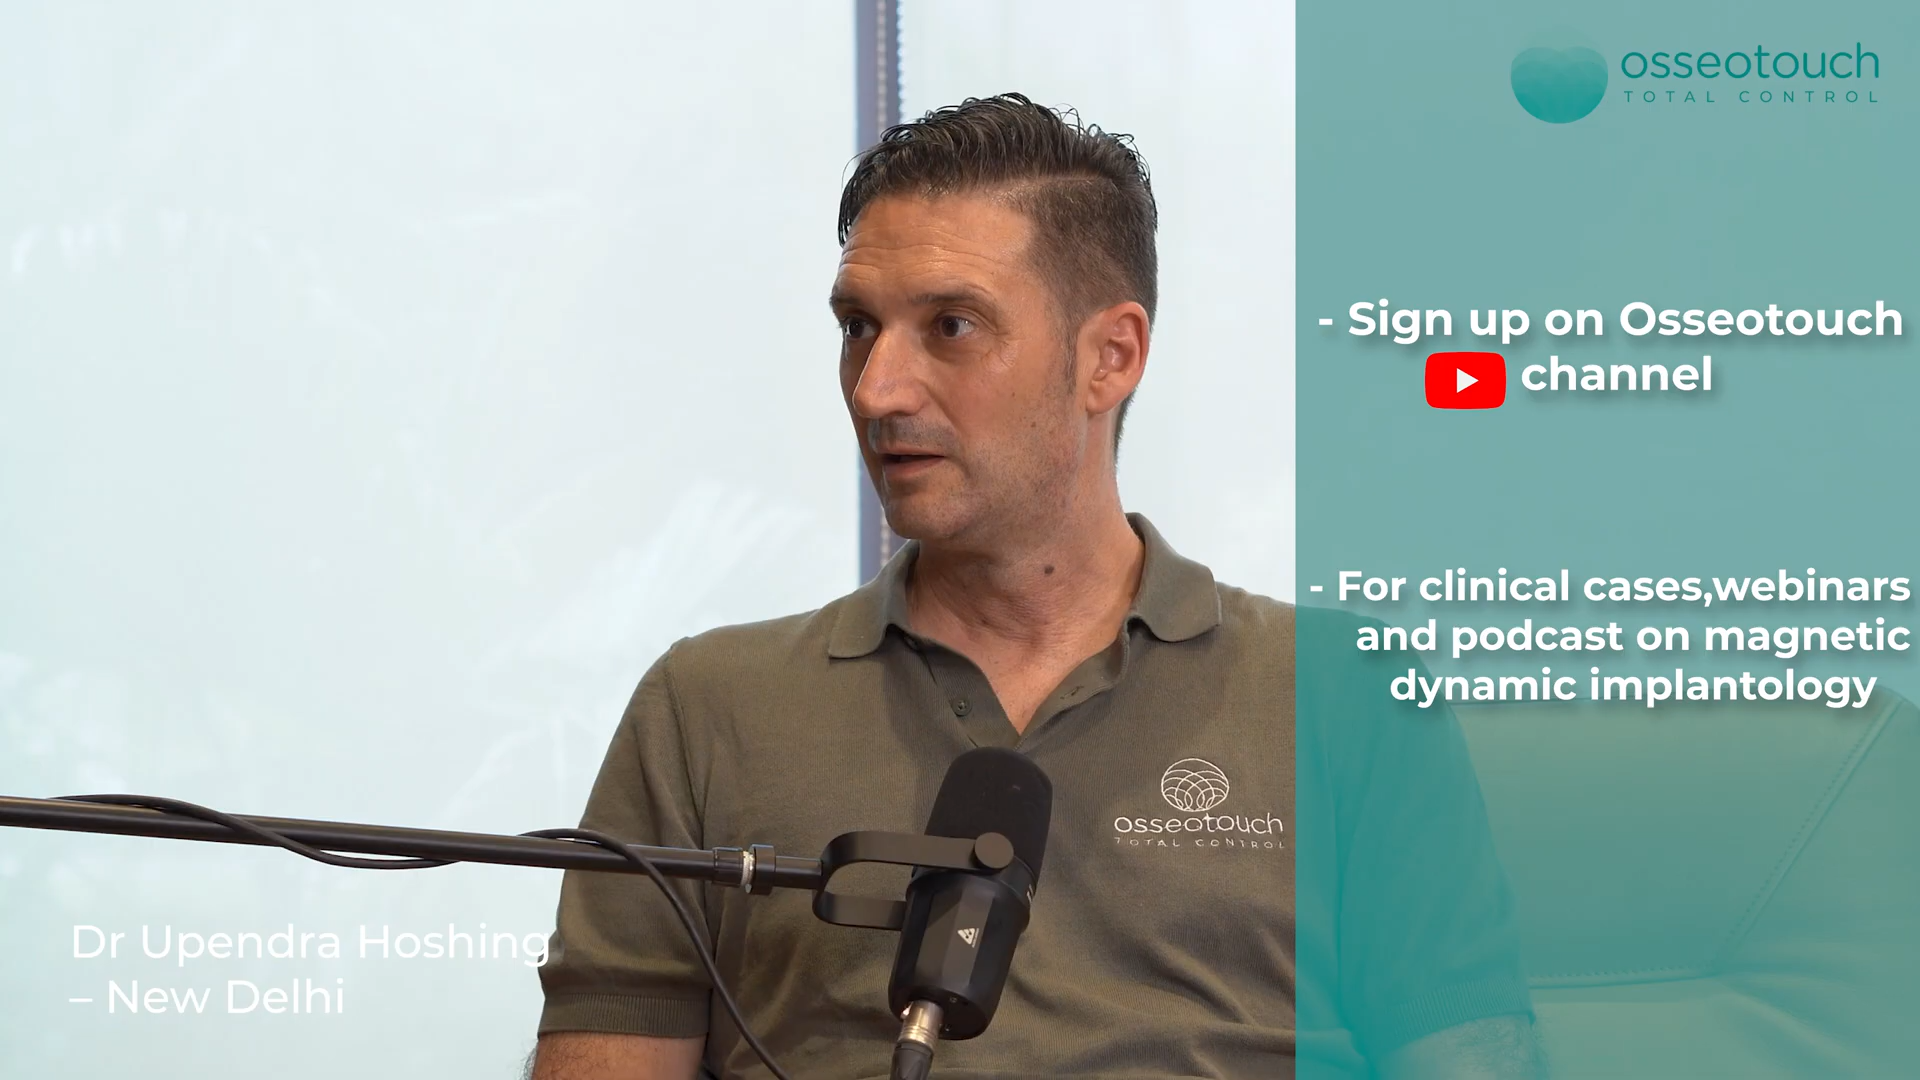 osseotouch
TOTAL CONTROL
- Sign up on Osseotouch
channel
- For clinical cases,webinars
and podcast on magnetic
dynamic implantology
osseotouch
TOTAL CONTROL
Dr Upendra Hoshing
– New Delhi